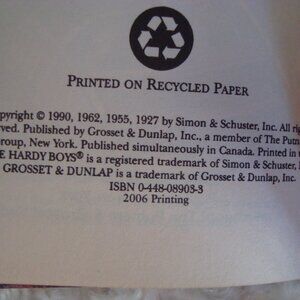 PRINTED ON RECYCLED PAPER
opyright © 1990, 1962, 1955, 1927 by Simon & Schuster, Inc. All rig
rved. Published by Grosset & Dunlap, Inc., a member of The Putn
Group, New York. Published simultaneously in Canada. Printed in
E HARDY BOYS® is a registered trademark of Simon & Schuster,
GROSSET & DUNLAP is a trademark of Grosset & Dunlap, Inc.
ISBN 0-448-08903-3
2006 Printing